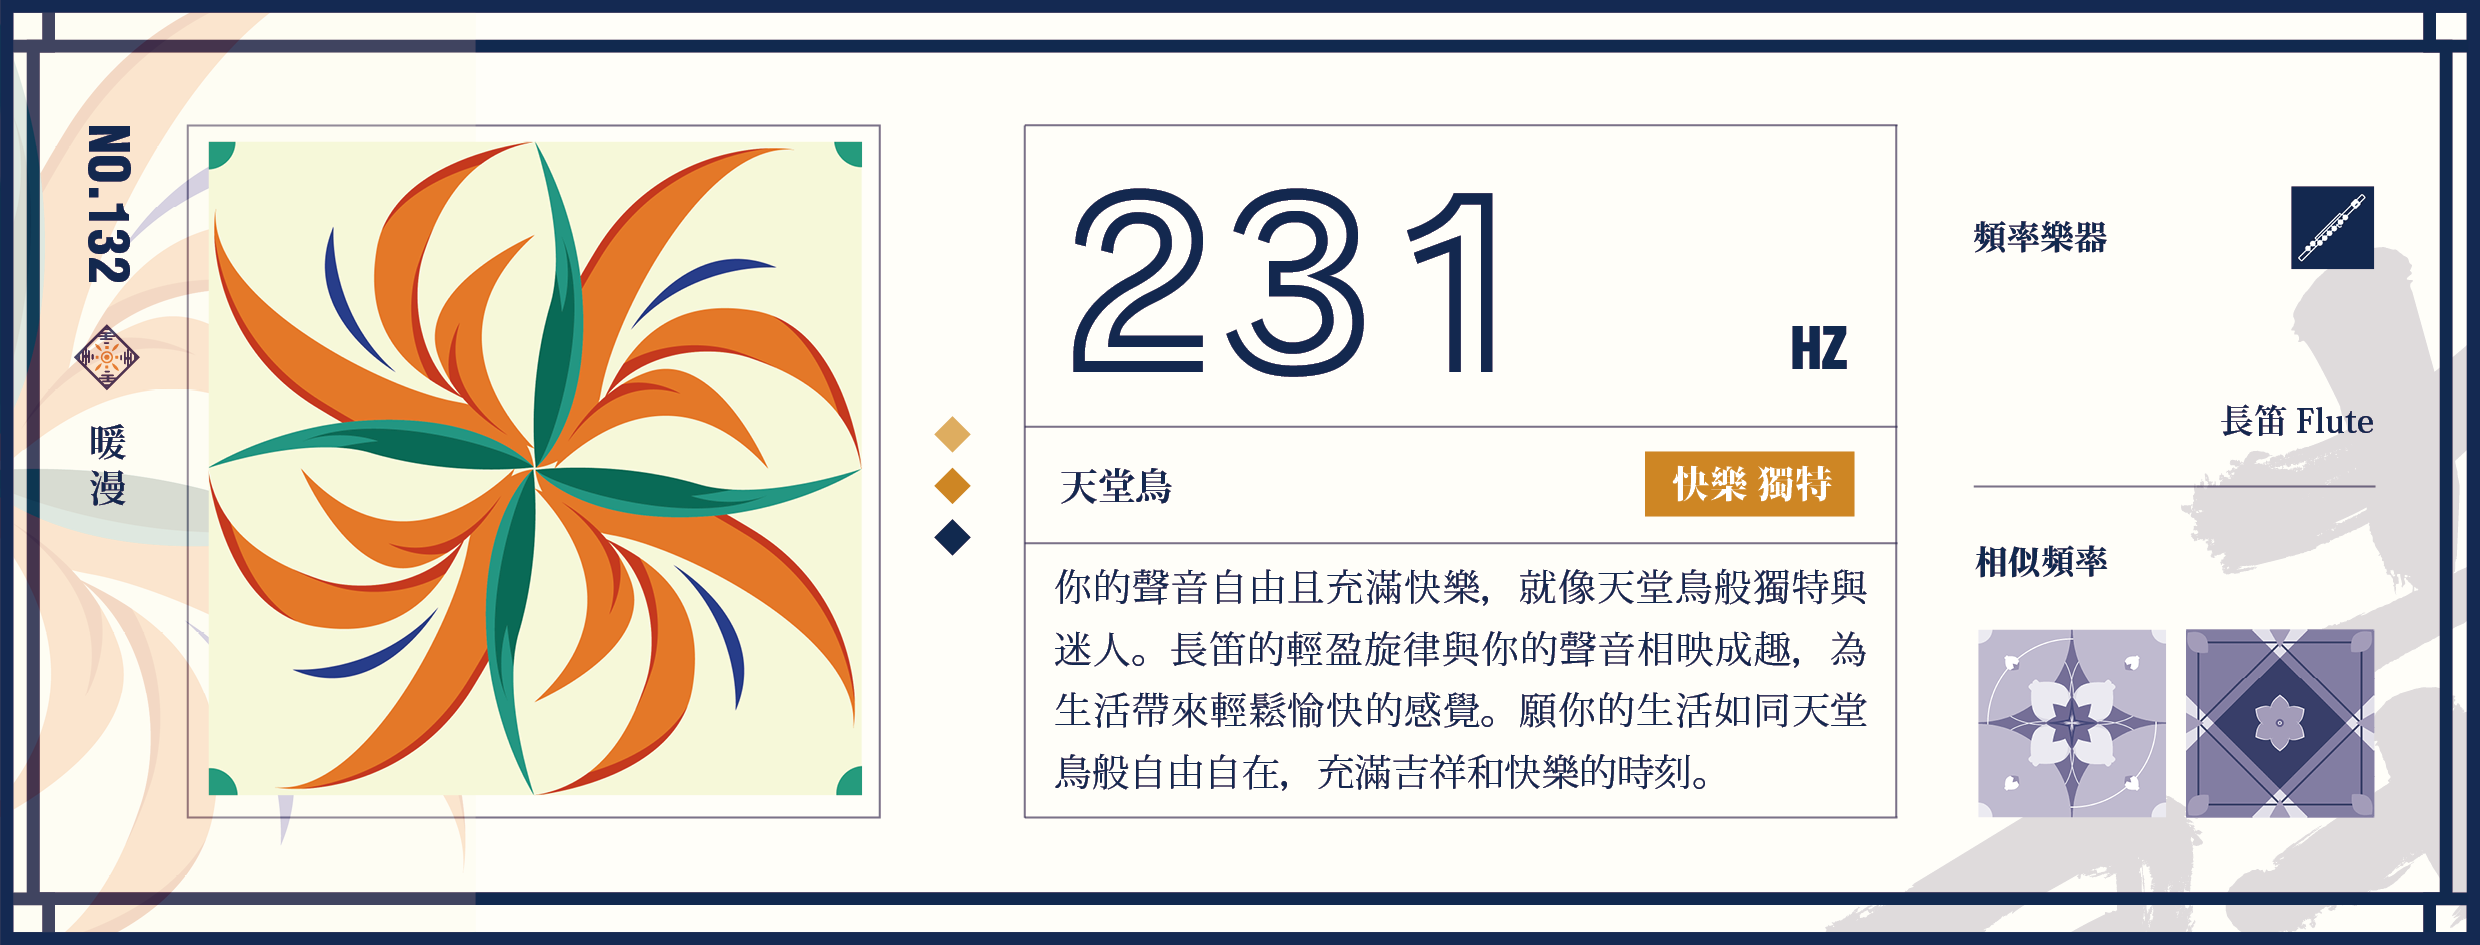 NO.132
暖漫
231
HZ
天堂鳥
快樂 獨特
你的聲音自由且充滿快樂，就像天堂鳥般獨特與
迷人。長笛的輕盈旋律與你的聲音相映成趣，為
生活帶來輕鬆愉快的感覺。願你的生活如同天堂
鳥般自由自在，充滿吉祥和快樂的時刻。
頻率樂器
長笛 Flute
相似頻率